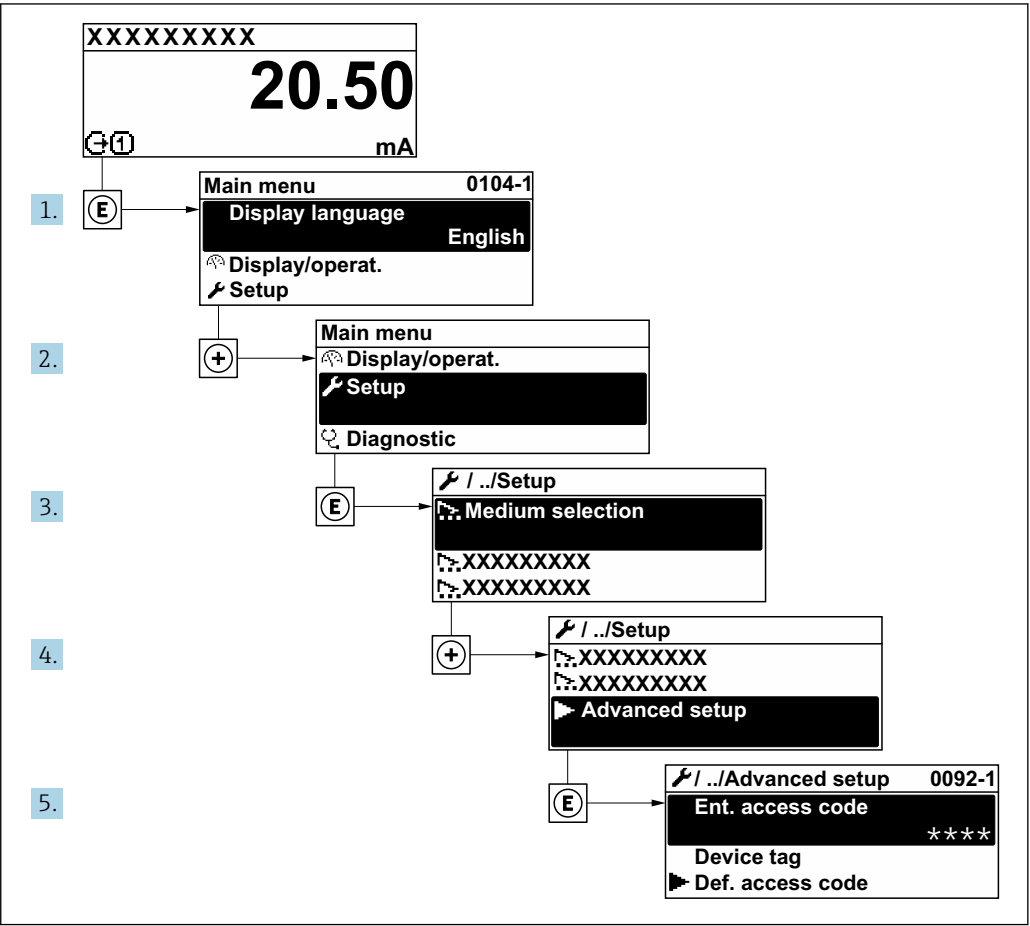 XXXXXXXXX
20.50
1 mA
1.
E
Main menu 0104-1
Display language
English
Display/operat.
Setup
2.
+
Main menu
Display/operat.
Setup
Diagnostic
3.
E
/ ../Setup
Medium selection
XXXXXXXXX
XXXXXXXXX
4.
+
/ ../Setup
XXXXXXXXX
XXXXXXXXX
Advanced setup
5.
E
/ ../Advanced setup 0092-1
Ent. access code
****
Device tag
Def. access code